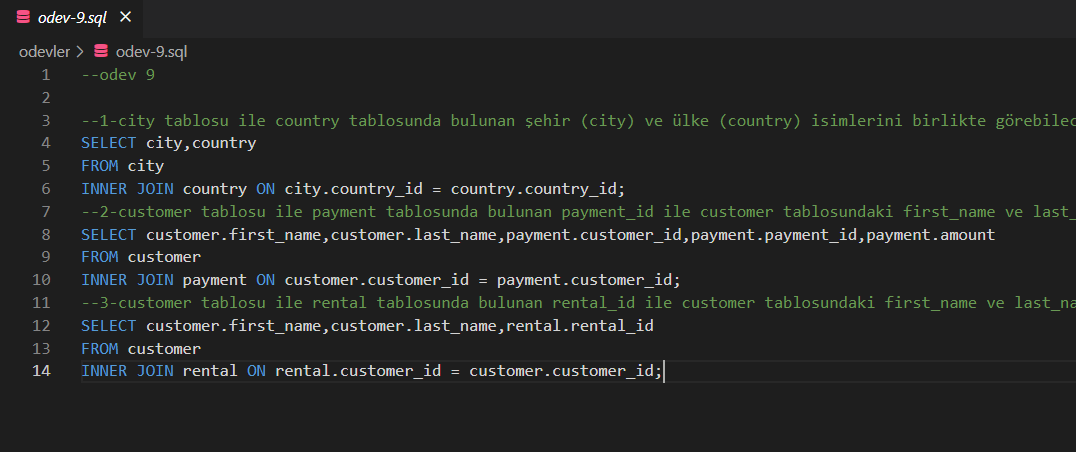 odev-9.sql ×
odevler > odev-9.sql
1 --odev 9
2
3 --1-city tablosu ile country tablosunda bulunan şehir (city) ve ülke (country) isimlerini birlikte
4 SELECT city,country
5 FROM city
6 INNER JOIN country ON city.country_id = country.country_id;
7 --2-customer tablosu ile payment tablosunda bulunan payment_id ile customer tablosundaki first_name ve last_
8 SELECT customer.first_name,customer.last_name,payment.customer_id,payment.payment_id,payment.amount
9 FROM customer
10 INNER JOIN payment ON customer.customer_id = payment.customer_id;
11 --3-customer tablosu ile rental tablosunda bulunan rental_id ile customer tablosundaki first_name ve last_na
12 SELECT customer.first_name,customer.last_name,rental.rental_id
13 FROM customer
14 INNER JOIN rental ON rental.customer_id = customer.customer_id;